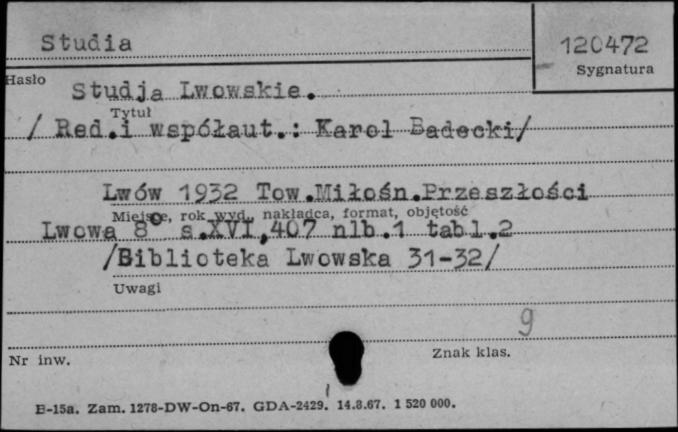 Studia
120472
Hasło
Sygnatura
Studja Lwowskie.
Tytuł
/ Red.i współaut.: Karol Badecki/
Lwów 1932 Tow.Miłośn.Przeszłości
Miejsce, rok wyd., nakładca, format, objętość
Lwowa 8° s.XVI,407 nlb.1 tabl.2
/Biblioteka Lwowska 31-32/
Uwagi
9
Nr inw.
Znak klas.
E-15a. Zam. 1278-DW-On-67. GDA-2429. 14.8.67. 1 520 000.